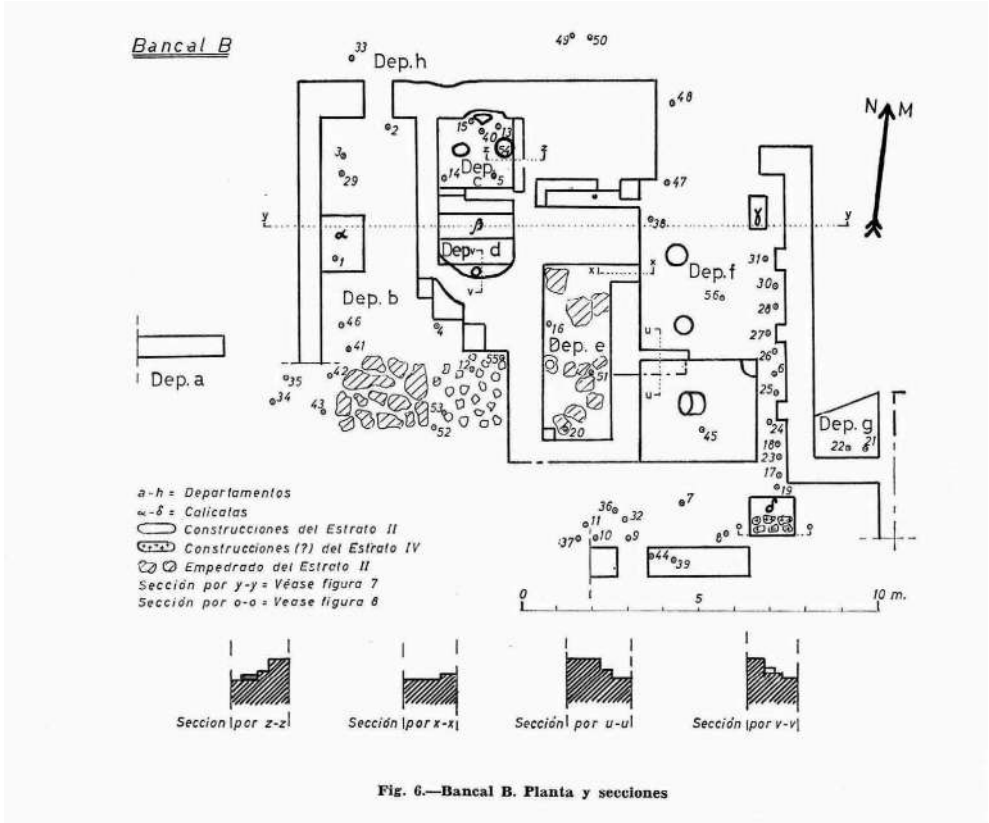 Bancal B
33
Dep. h
49 50
48
N M
2
15 40 13
54
z z
3
29
Dep. c
14 5
47
38
y y
β
γ
α
1
Dep d
v
v
x x
Dep. f
31
30
56
28
Dep. b
46
4
16
u
27
Dep. e
26
41
12 55
51
6
Dep. a
35
42
u
25
34
43
53
52
20
45
24
Dep. g
18
22 21
23
17
19
a-h = Departamentos
α-δ = Calicatas
Construcciones del Estrato II
Construcciones (?) del Estrato IV
Empedrado del Estrato II
Sección por y-y = Véase figura 7
Sección por o-o = Vease figura 8
7
36
32
δ
11
37 10 9
8
o o
44
39
0 5 10 m.
Seccion por z-z
Sección por x-x
Sección por u-u
Sección por v-v
Fig. 6.—Bancal B. Planta y secciones